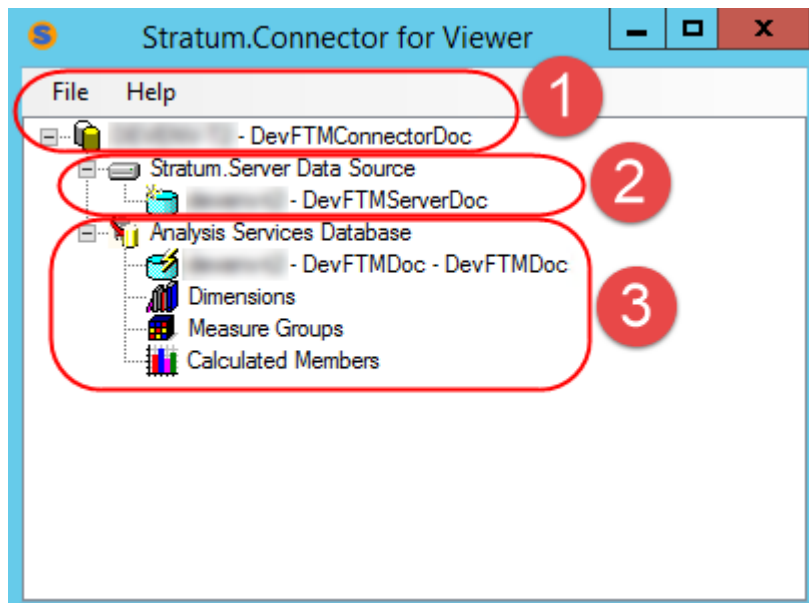 S Stratum.Connector for Viewer
File Help
1
- DevFTMConnectorDoc
Stratum.Server Data Source
- DevFTMServerDoc
2
Analysis Services Database
- DevFTMDoc - DevFTMDoc
Dimensions
Measure Groups
Calculated Members
3